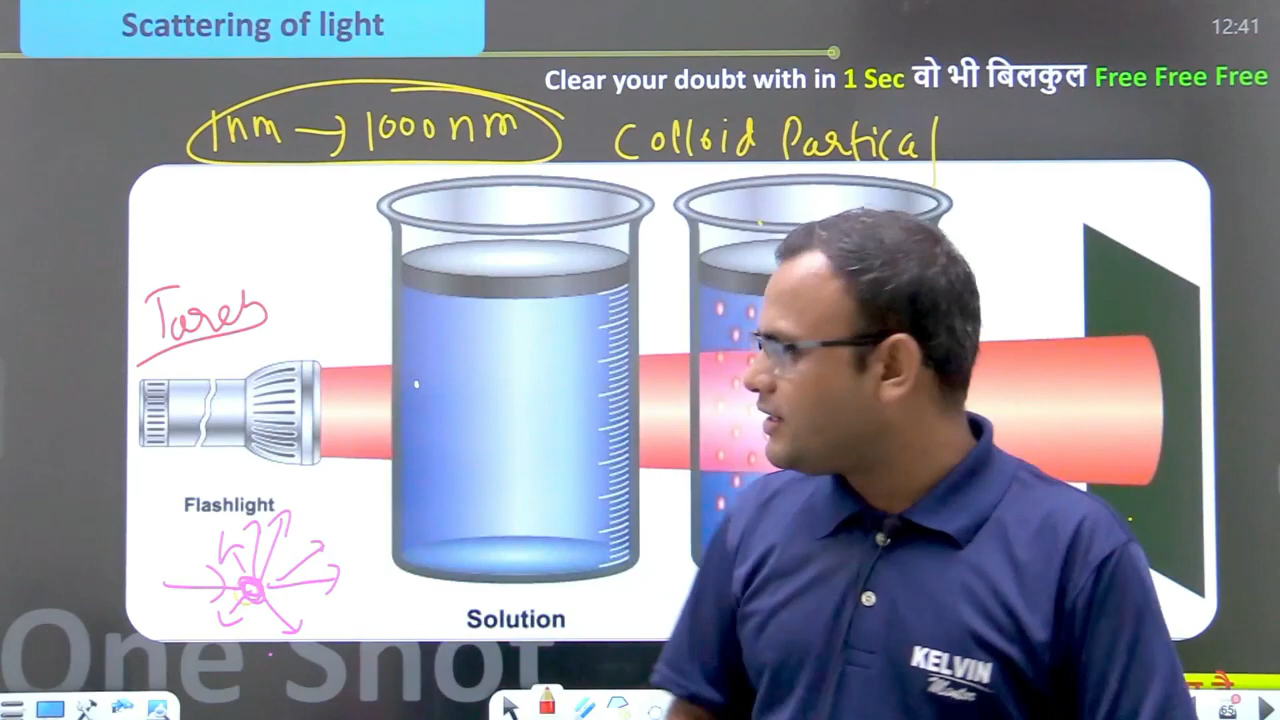 Scattering of light
12:41
Clear your doubt with in 1 Sec वो भी बिलकुल Free Free Free
1nm → 1000nm
Colloid Partical
Flashlight
Solution
One Shot
KELVIN
65